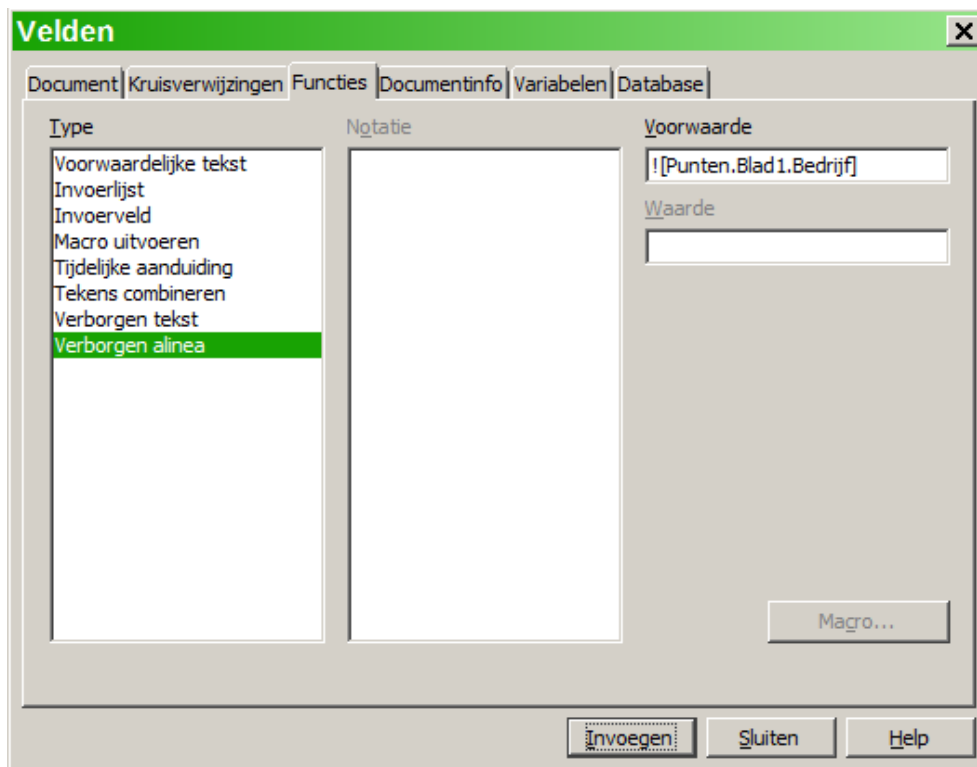 Velden
Document Kruisverwijzingen Functies Documentinfo Variabelen Database
Type Notatie Voorwaarde
Voorwaardelijke tekst
Invoerlijst
Invoerveld
Macro uitvoeren
Tijdelijke aanduiding
Tekens combineren
Verborgen tekst
Verborgen alinea
![Punten.Blad1.Bedrijf]
Waarde
Macro...
Invoegen Sluiten Help